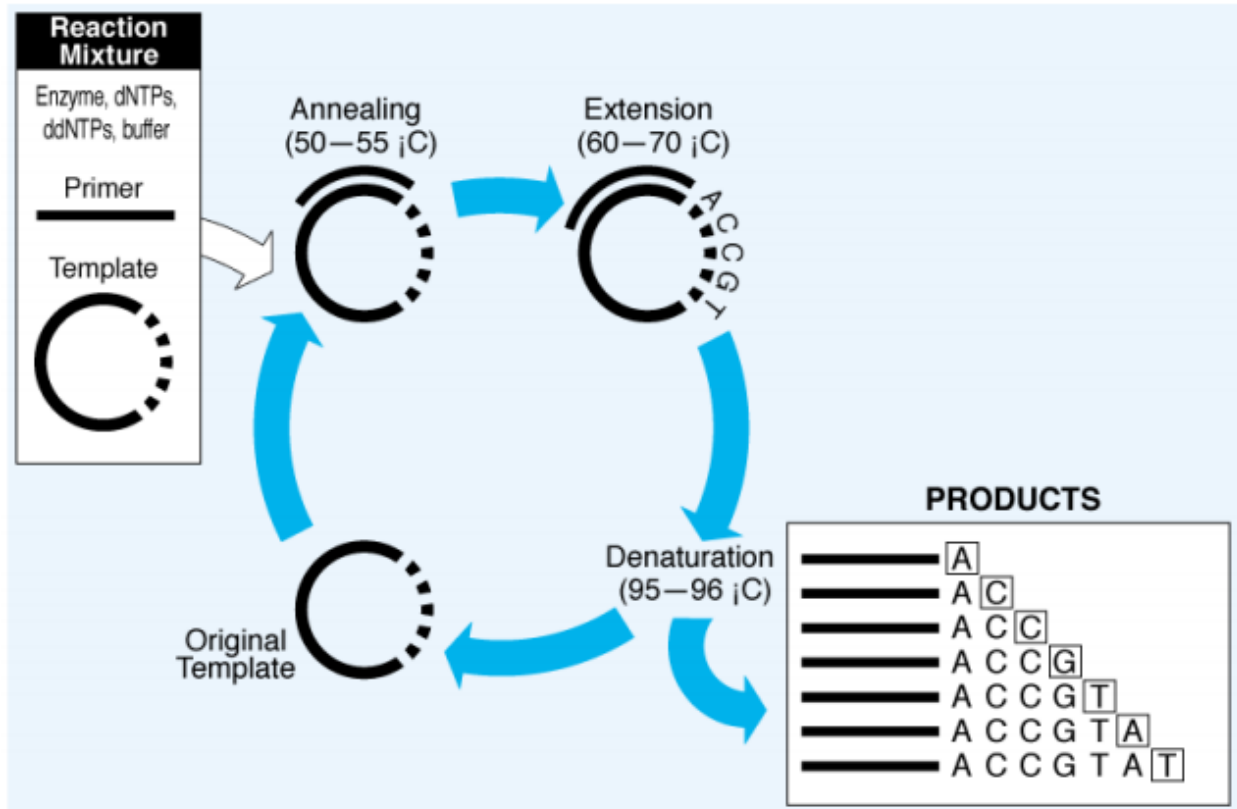 Reaction
Mixture
Enzyme, dNTPs,
ddNTPs, buffer
Primer
Template
Annealing
(50—55 ¡C)
Extension
(60—70 ¡C)
A
C
C
G
T
Denaturation
(95—96 ¡C)
Original
Template
PRODUCTS
A
A C
A C C
A C C G
A C C G T
A C C G T A
A C C G T A T